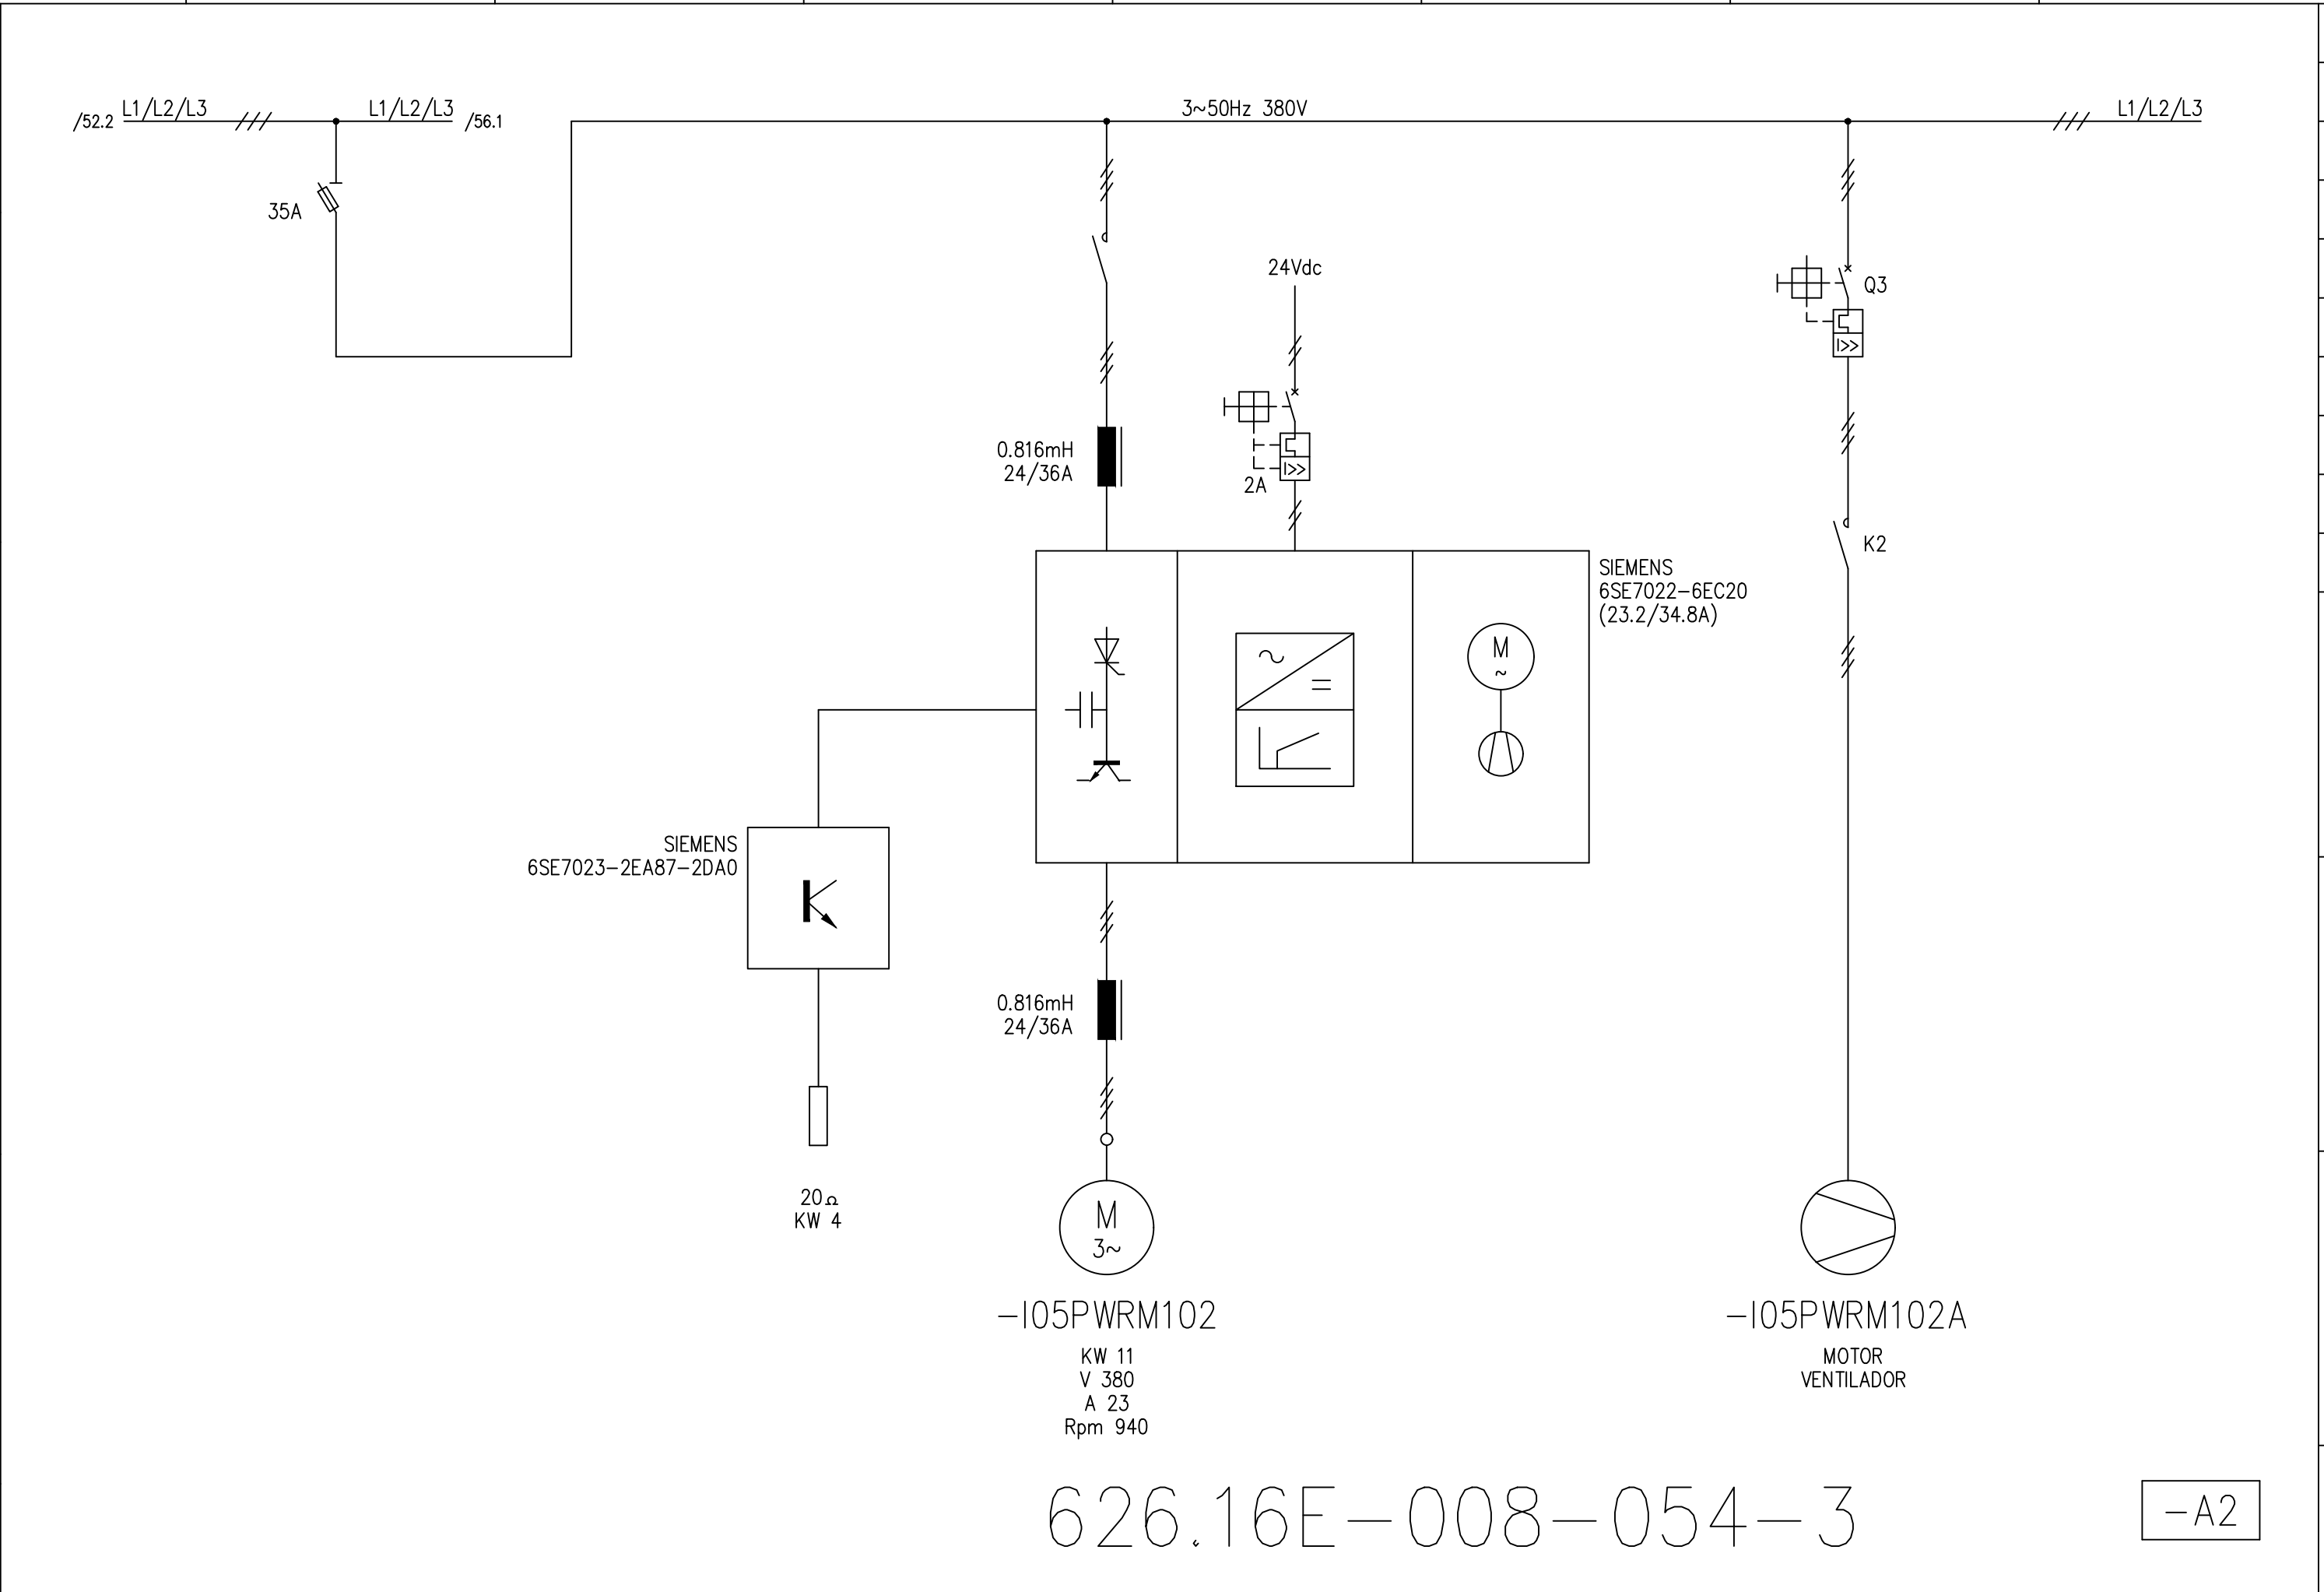 /52.2 L1/L2/L3
L1/L2/L3 /56.1
3~50Hz 380V
L1/L2/L3
35A
24Vdc
Q3
0.816mH
24/36A
2A
I>>
I>>
K2
SIEMENS
6SE7022-6EC20
(23.2/34.8A)
M
~
~
=
SIEMENS
6SE7023-2EA87-2DA0
0.816mH
24/36A
20Ω
KW 4
M
3~
-I05PWRM102
KW 11
V 380
A 23
Rpm 940
-I05PWRM102A
MOTOR
VENTILADOR
626.16E-008-054-3
-A2